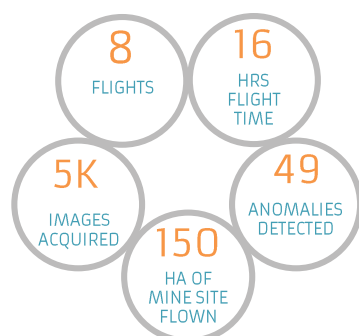 8
FLIGHTS
16
HRS
FLIGHT
TIME
5K
IMAGES
ACQUIRED
49
ANOMALIES
DETECTED
150
HA OF
MINE SITE
FLOWN